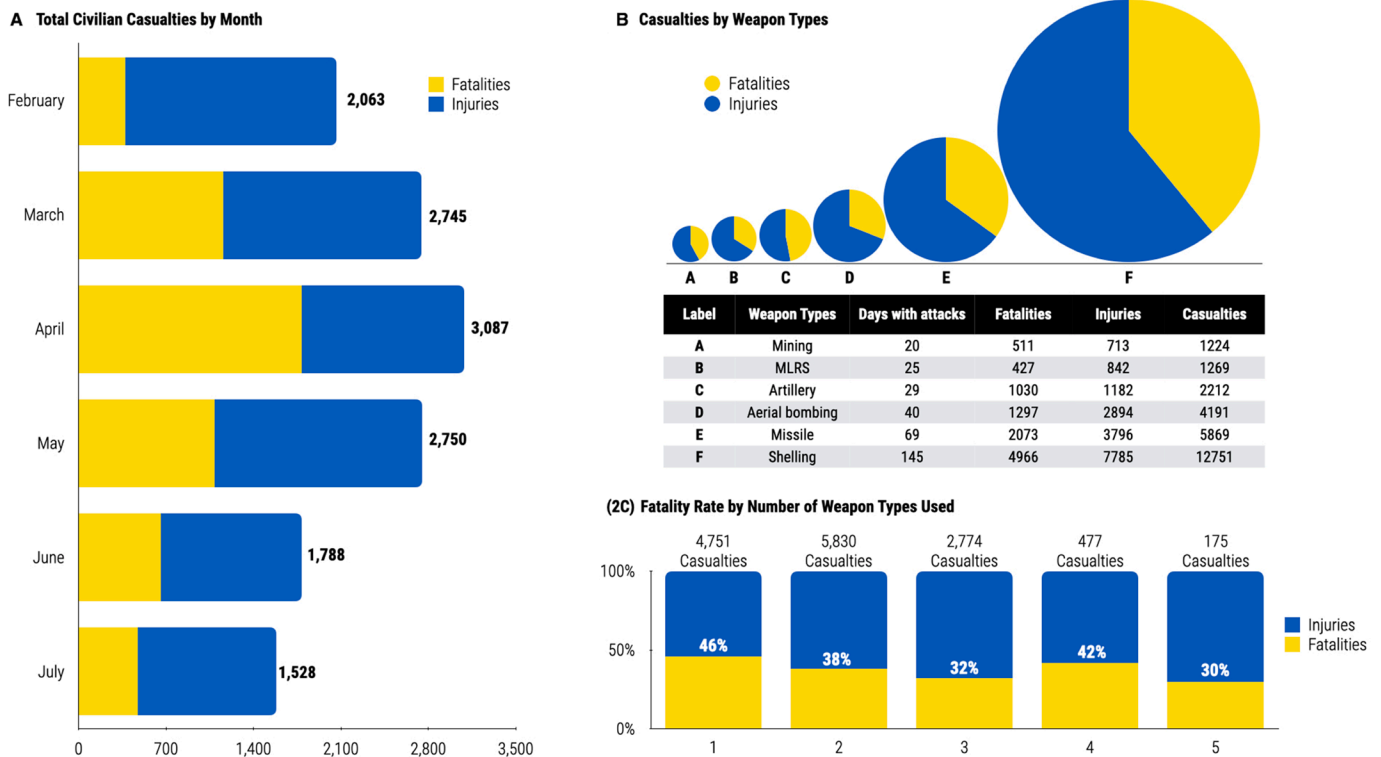 A Total Civilian Casualties by Month
Fatalities
Injuries
February 2,063
March 2,745
April 3,087
May 2,750
June 1,788
July 1,528
0 700 1,400 2,100 2,800 3,500
B Casualties by Weapon Types
Fatalities
Injuries
A B C D E F
Label Weapon Types Days with attacks Fatalities Injuries Casualties
A Mining 20 511 713 1224
B MLRS 25 427 842 1269
C Artillery 29 1030 1182 2212
D Aerial bombing 40 1297 2894 4191
E Missile 69 2073 3796 5869
F Shelling 145 4966 7785 12751
(2C) Fatality Rate by Number of Weapon Types Used
4,751 5,830 2,774 477 175
Casualties Casualties Casualties Casualties Casualties
100%
50%
0%
46% 38% 32% 42% 30%
Injuries
Fatalities
1 2 3 4 5